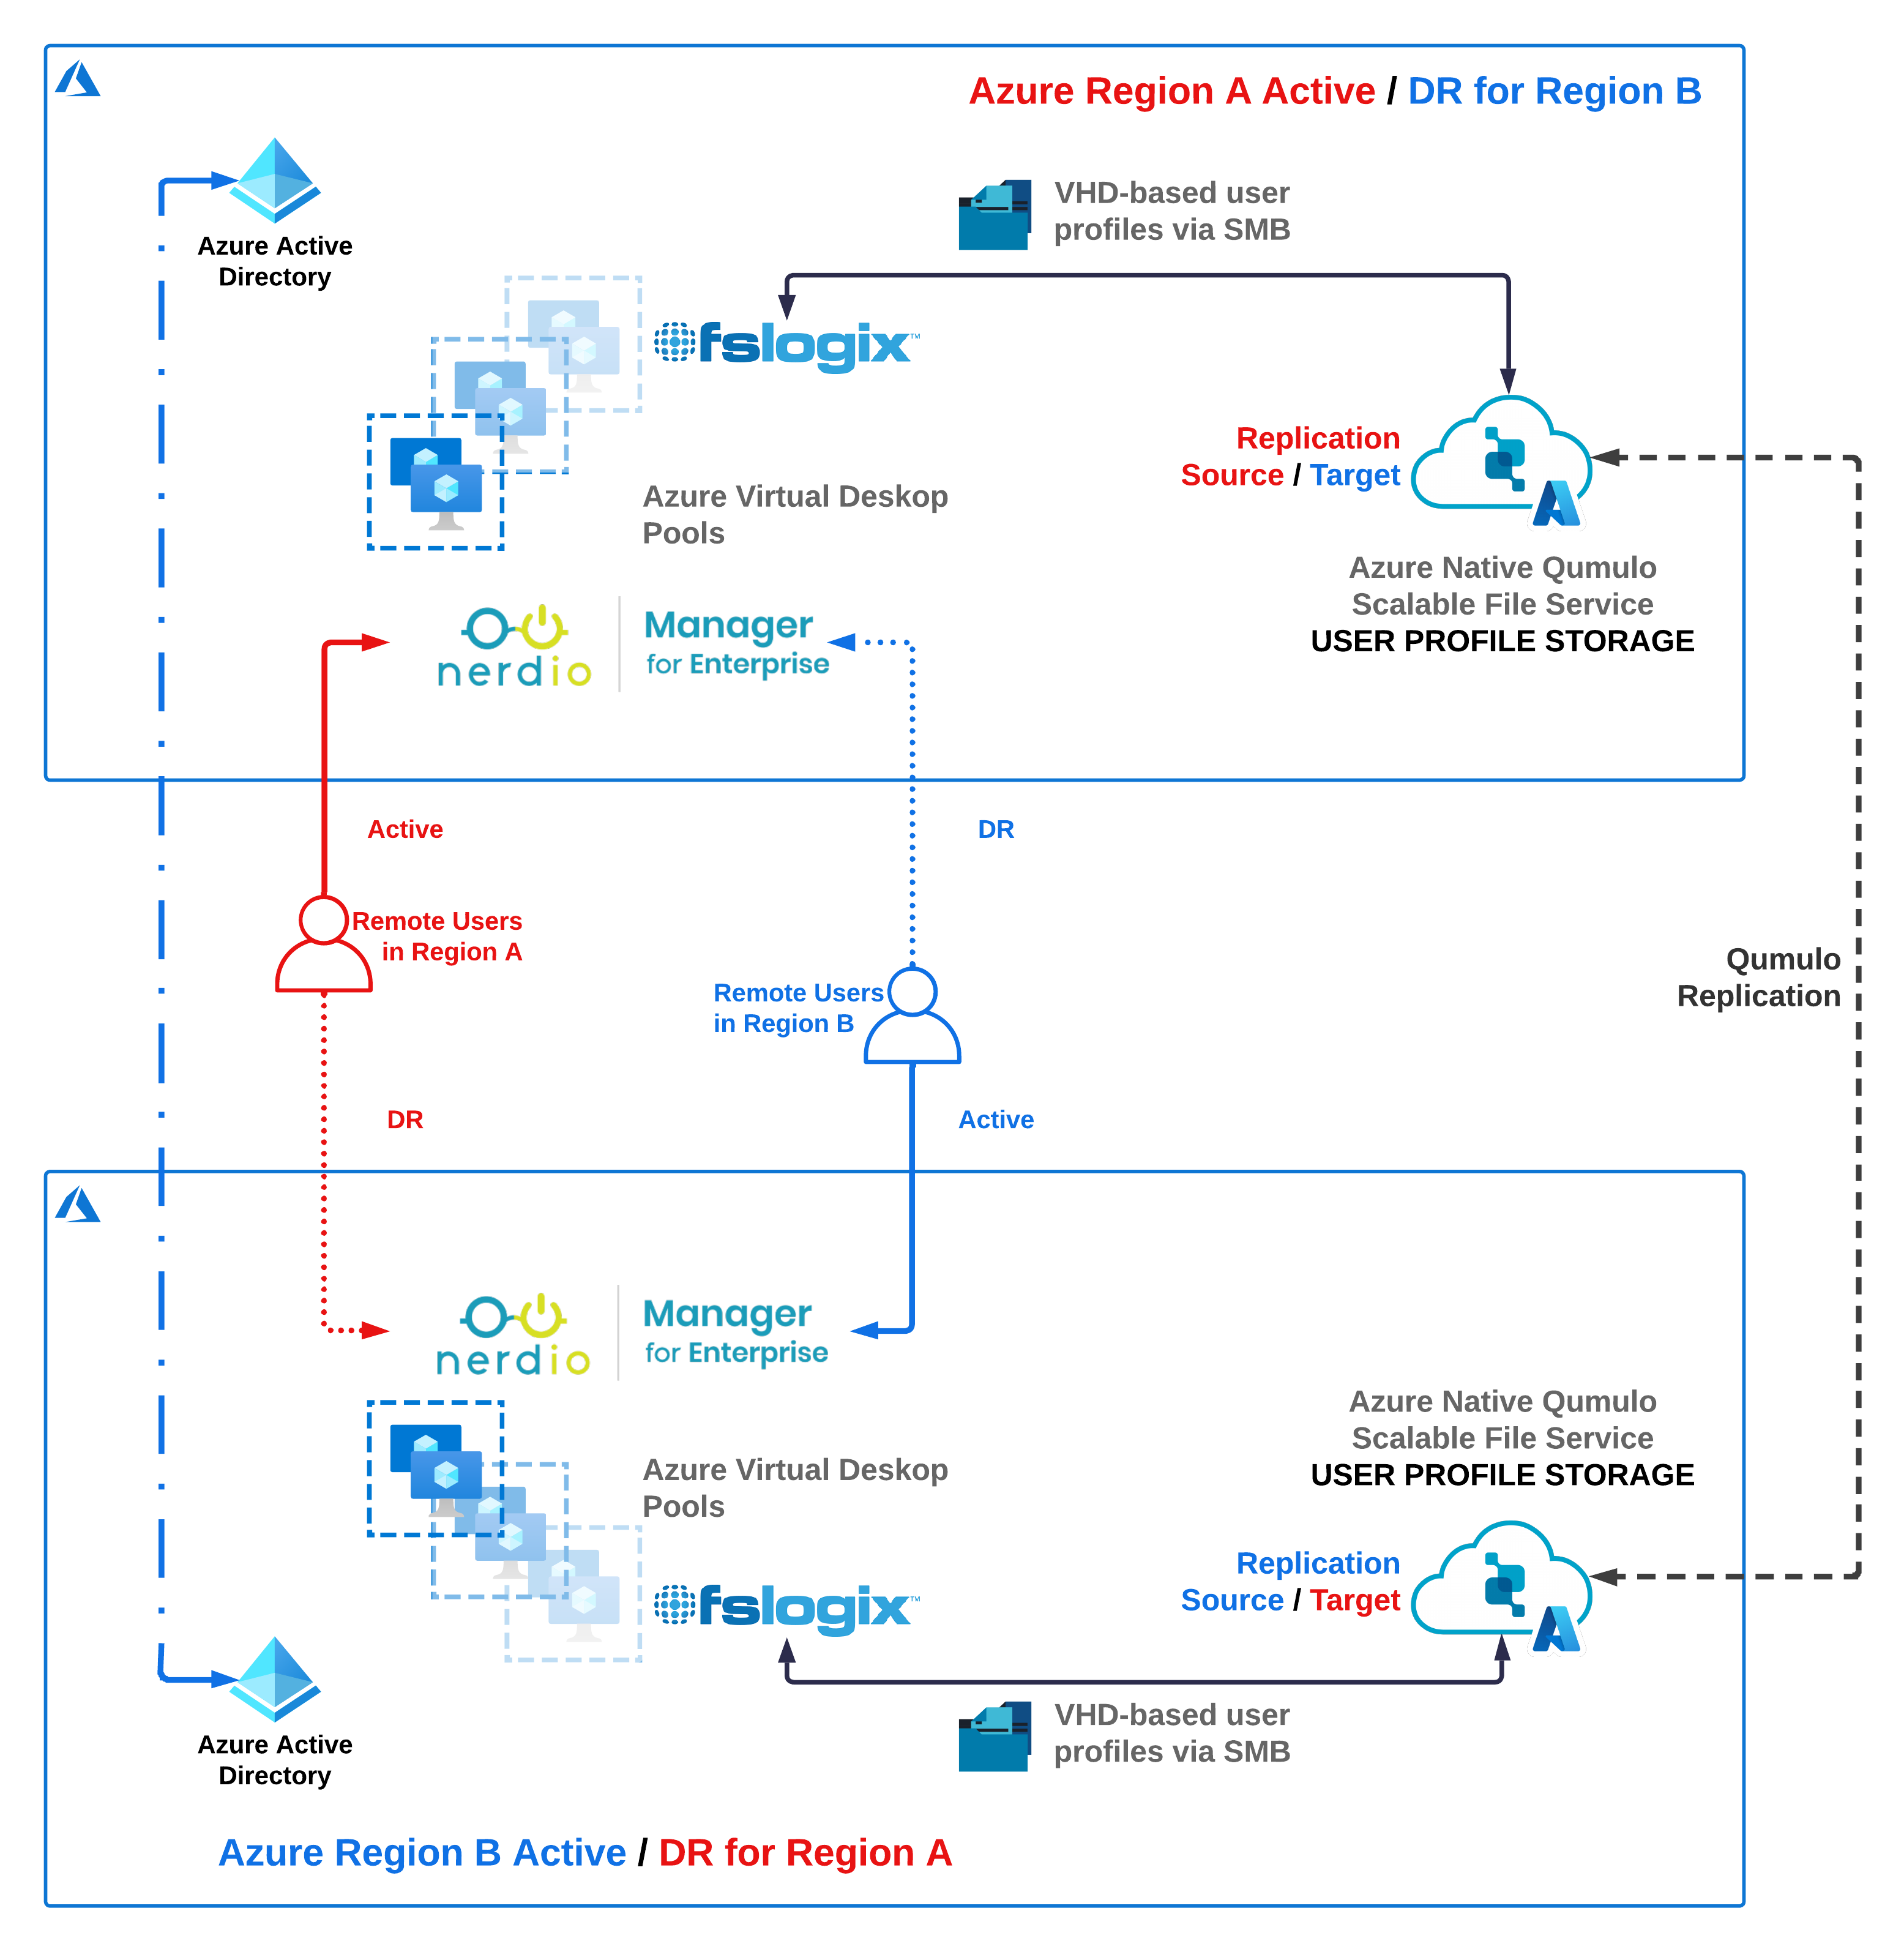 Azure Region A Active / DR for Region B
Azure Active
Directory
VHD-based user
profiles via SMB
fslogix™
Replication
Source / Target
Azure Virtual Deskop
Pools
Azure Native Qumulo
Scalable File Service
USER PROFILE STORAGE
nerdio
Manager
for Enterprise
Active
DR
Remote Users
in Region A
Remote Users
in Region B
Qumulo
Replication
DR
Active
nerdio
Manager
for Enterprise
Azure Native Qumulo
Scalable File Service
USER PROFILE STORAGE
Azure Virtual Deskop
Pools
Replication
Source / Target
fslogix™
Azure Active
Directory
VHD-based user
profiles via SMB
Azure Region B Active / DR for Region A